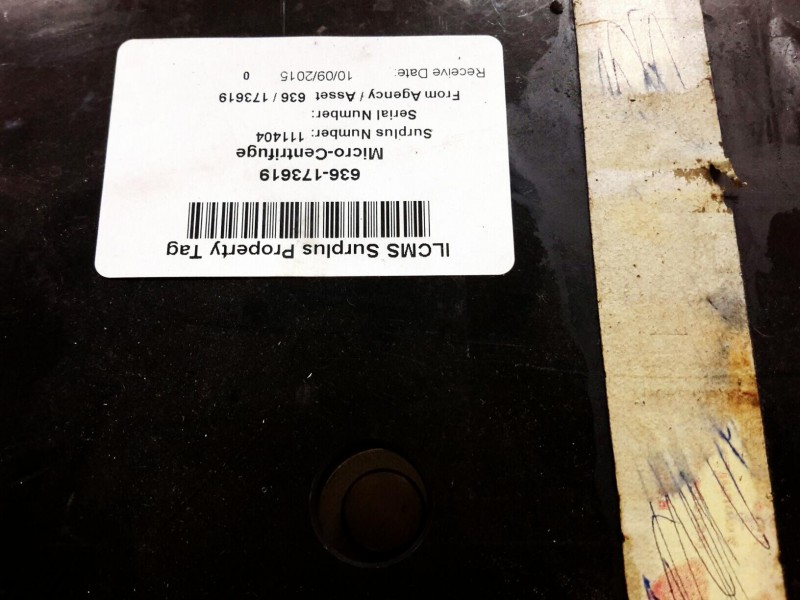 ILCMS Surplus Property Tag
636-173619
Micro-Centrifuge
Surplus Number: 111404
Serial Number:
From Agency / Asset 636 / 173619
Receive Date: 10/09/2015 0